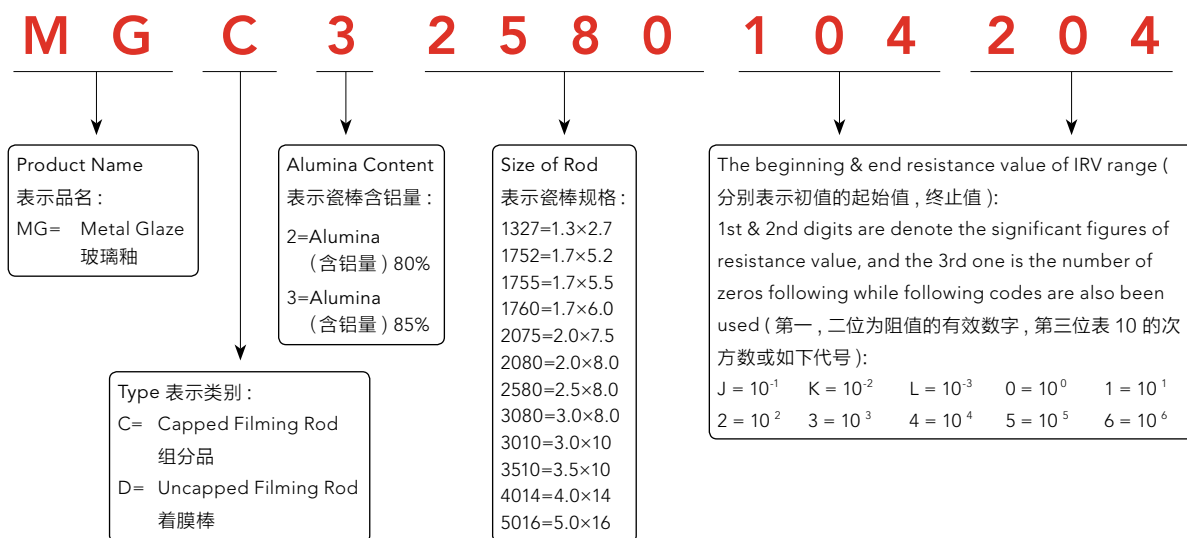 M G C 3 2 5 8 0 1 0 4 2 0 4
Product Name
表示品名 :
MG= Metal Glaze
玻璃釉
Type 表示类别 :
C= Capped Filming Rod
组分品
D= Uncapped Filming Rod
着膜棒
Alumina Content
表示瓷棒含铝量 :
2=Alumina
(含铝量 ) 80%
3=Alumina
(含铝量 ) 85%
Size of Rod
表示瓷棒规格 :
1327=1.3×2.7
1752=1.7×5.2
1755=1.7×5.5
1760=1.7×6.0
2075=2.0×7.5
2080=2.0×8.0
2580=2.5×8.0
3080=3.0×8.0
3010=3.0×10
3510=3.5×10
4014=4.0×14
5016=5.0×16
The beginning & end resistance value of IRV range (
分别表示初值的起始值 , 终止值 ):
1st & 2nd digits are denote the significant figures of
resistance value, and the 3rd one is the number of
zeros following while following codes are also been
used ( 第一 , 二位为阻值的有效数字 , 第三位表 10 的次
方数或如下代号 ):
J = 10⁻¹ K = 10⁻² L = 10⁻³ 0 = 10⁰ 1 = 10¹
2 = 10² 3 = 10³ 4 = 10⁴ 5 = 10⁵ 6 = 10⁶